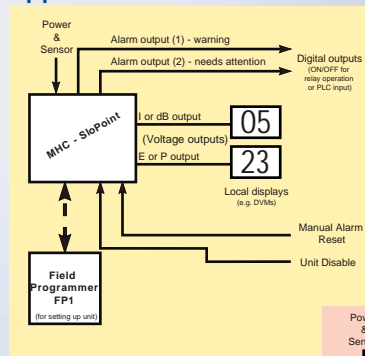 Power
&
Sensor
Alarm output (1) - warning
Alarm output (2) - needs attention
Digital outputs
(ON/OFF for
relay operation
or PLC input)
MHC - SloPoint
I or dB output
05
(Voltage outputs)
E or P output
23
Local displays
(e.g. DVMs)
Manual Alarm
Reset
Unit Disable
Field
Programmer
FP1
(for setting up unit)
&